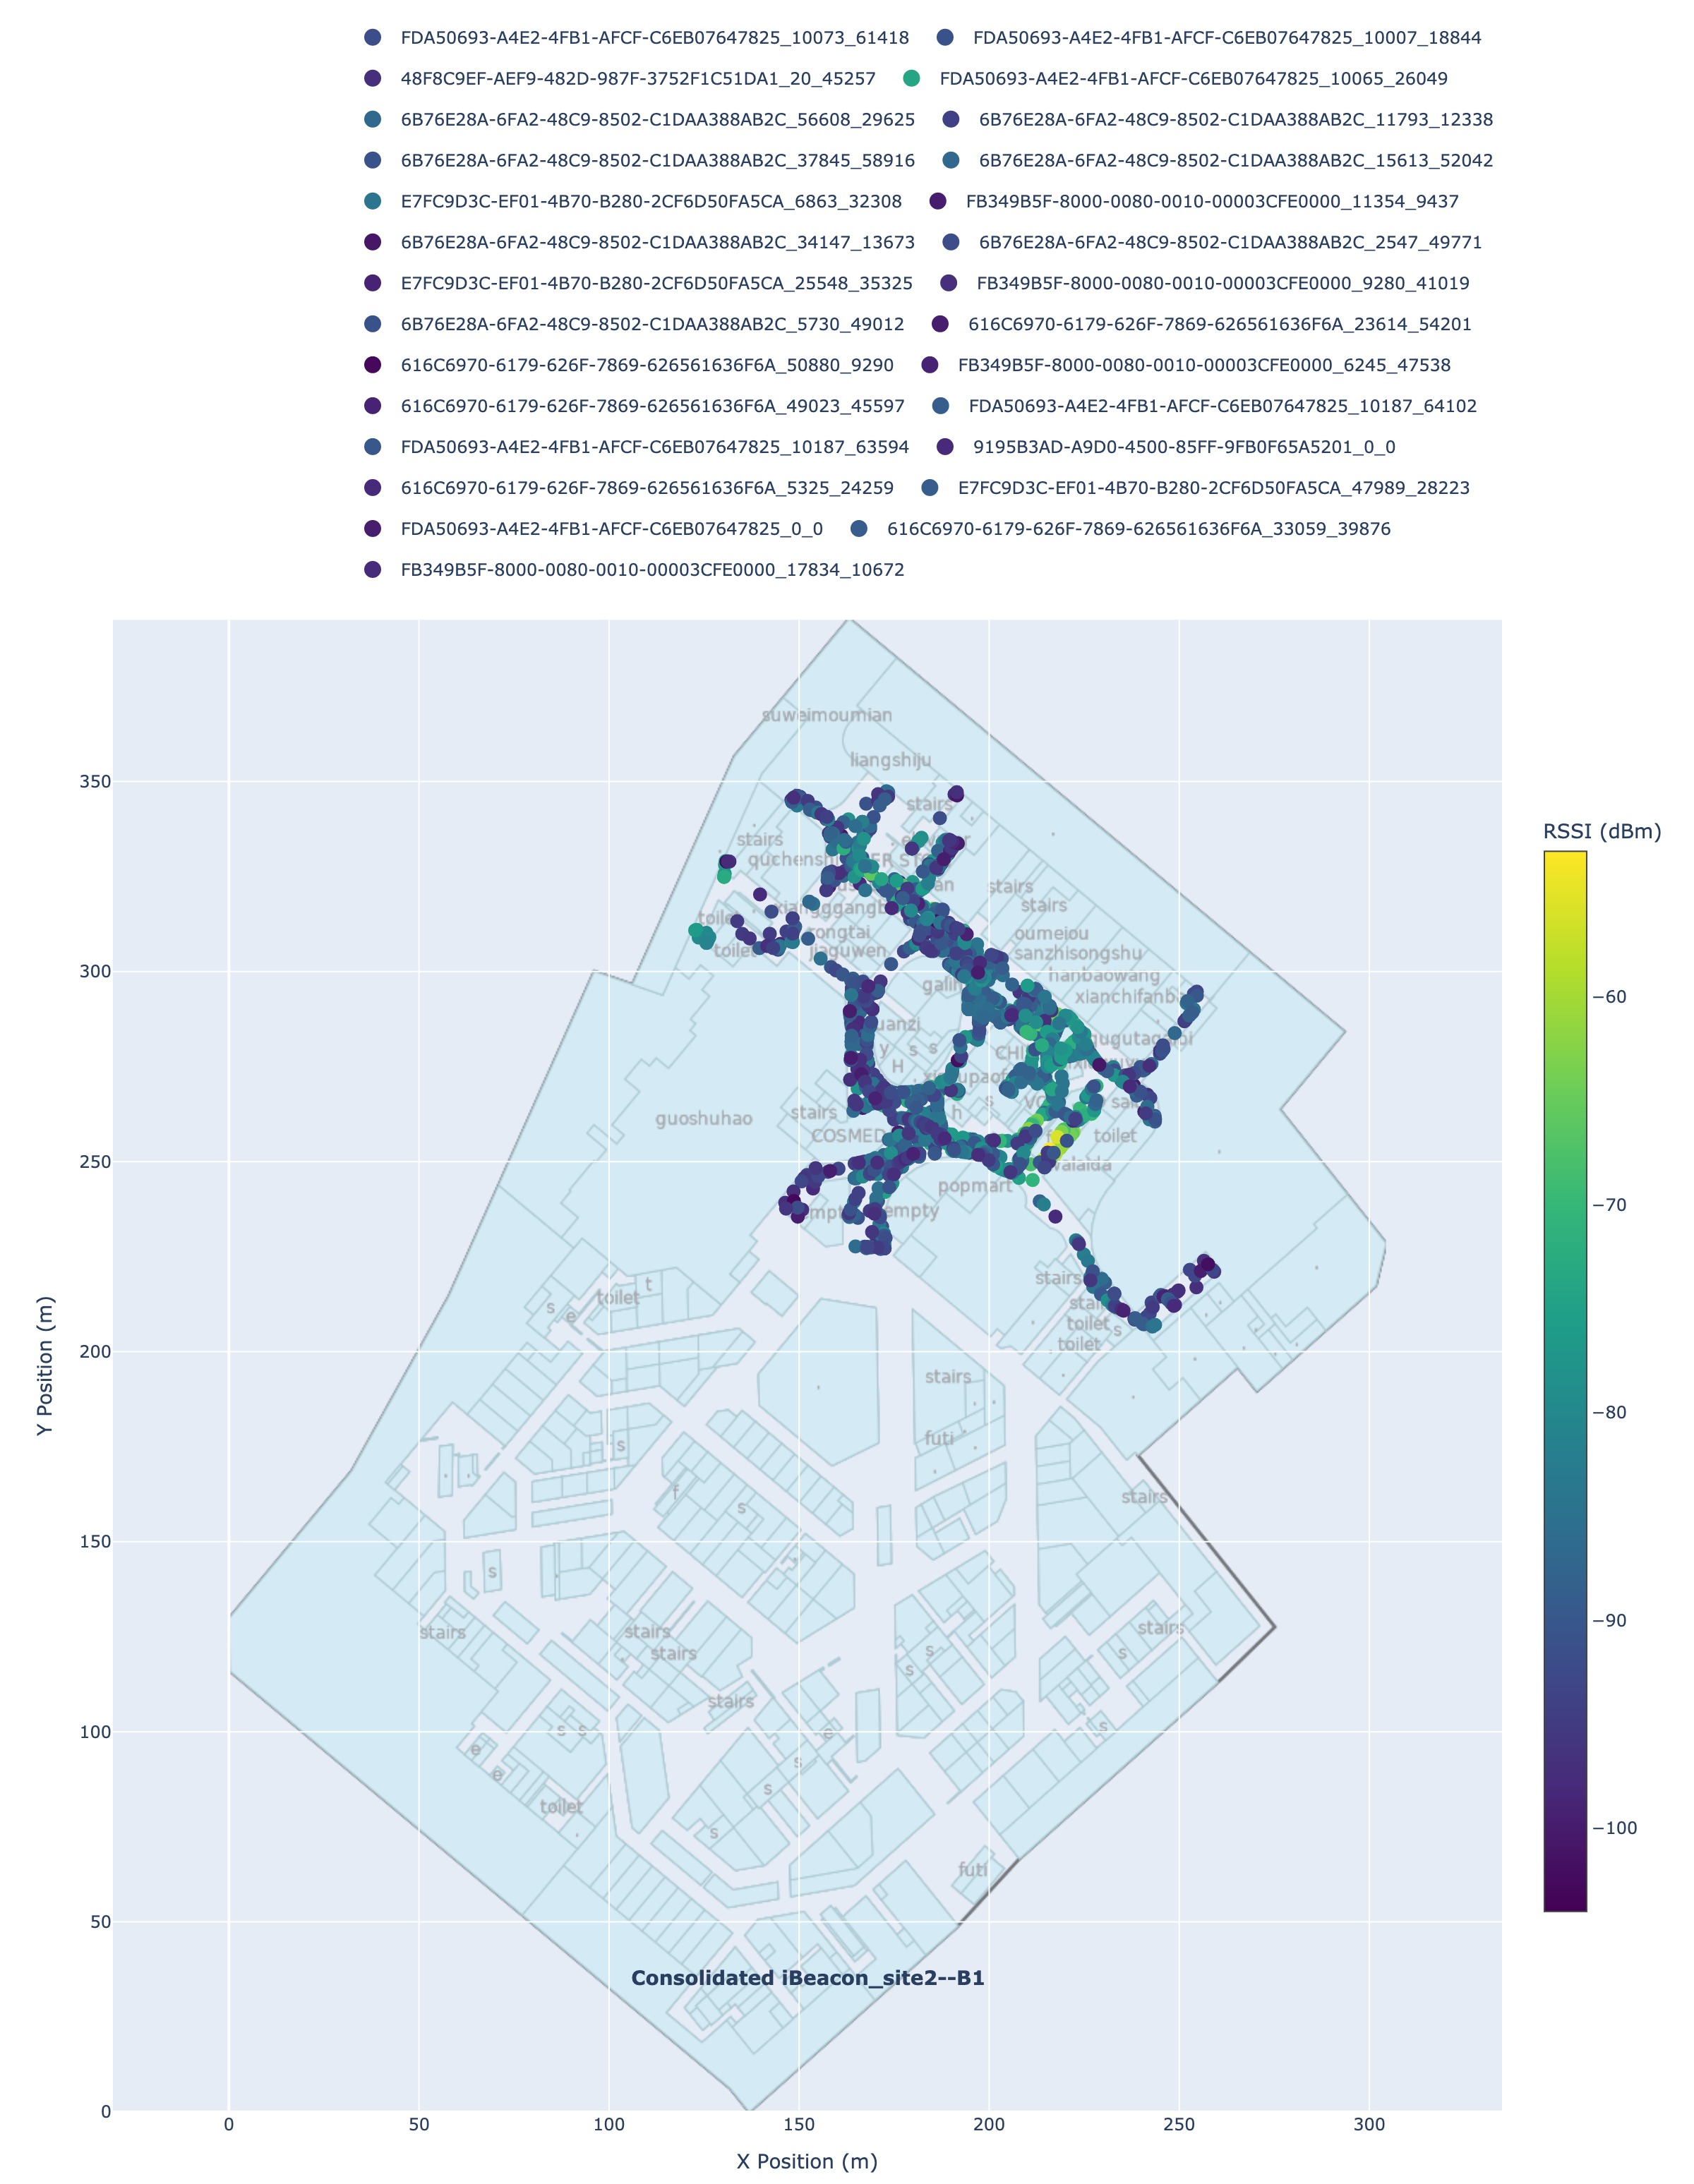 FDA50693-A4E2-4FB1-AFCF-C6EB07647825_10073_61418 FDA50693-A4E2-4FB1-AFCF-C6EB07647825_10007_18844
48F8C9EF-AEF9-482D-987F-3752F1C51DA1_20_45257 FDA50693-A4E2-4FB1-AFCF-C6EB07647825_10065_26049
6B76E28A-6FA2-48C9-8502-C1DAA388AB2C_56608_29625 6B76E28A-6FA2-48C9-8502-C1DAA388AB2C_11793_12338
6B76E28A-6FA2-48C9-8502-C1DAA388AB2C_37845_58916 6B76E28A-6FA2-48C9-8502-C1DAA388AB2C_15613_52042
E7FC9D3C-EF01-4B70-B280-2CF6D50FA5CA_6863_32308 FB349B5F-8000-0080-0010-00003CFE0000_11354_9437
6B76E28A-6FA2-48C9-8502-C1DAA388AB2C_34147_13673 6B76E28A-6FA2-48C9-8502-C1DAA388AB2C_2547_49771
E7FC9D3C-EF01-4B70-B280-2CF6D50FA5CA_25548_35325 FB349B5F-8000-0080-0010-00003CFE0000_9280_41019
6B76E28A-6FA2-48C9-8502-C1DAA388AB2C_5730_49012 616C6970-6179-626F-7869-626561636F6A_23614_54201
616C6970-6179-626F-7869-626561636F6A_50880_9290 FB349B5F-8000-0080-0010-00003CFE0000_6245_47538
616C6970-6179-626F-7869-626561636F6A_49023_45597 FDA50693-A4E2-4FB1-AFCF-C6EB07647825_10187_64102
FDA50693-A4E2-4FB1-AFCF-C6EB07647825_10187_63594 9195B3AD-A9D0-4500-85FF-9FB0F65A5201_0_0
616C6970-6179-626F-7869-626561636F6A_5325_24259 E7FC9D3C-EF01-4B70-B280-2CF6D50FA5CA_47989_28223
FDA50693-A4E2-4FB1-AFCF-C6EB07647825_0_0 616C6970-6179-626F-7869-626561636F6A_33059_39876
FB349B5F-8000-0080-0010-00003CFE0000_17834_10672
suweimoumian
liangshiju
350
stairs
RSSI (dBm)
stairs
stairs
stairs
toilet
rongtai
oumeiou
toilet
jiaguwen
sanzhisongshu
300
hanbaowang
−60
s s
H
guoshuhao
stairs
s
h
COSMED
toilet
250
popmart
empty
−70
stairs
t
toilet
s
e
toilet
s
toilet
200
stairs
−80
futi
s
f
s
stairs
150
s
−90
stairs
stairs
stairs
stairs
s
s
s
stairs
100
s s
e
s
e
s
e
s
toilet
−100
s
futi
50
Consolidated iBeacon_site2--B1
0
0 50 100 150 200 250 300
X Position (m)
Y Position (m)